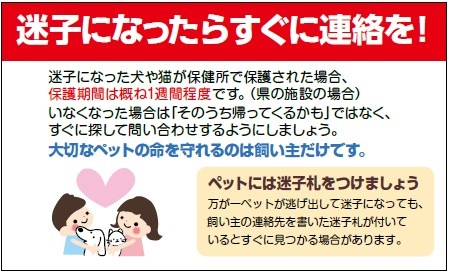 迷子になったらすぐに連絡を!
迷子になった犬や猫が保健所で保護された場合、
保護期間は概ね1週間程度です。（県の施設の場合）
いなくなった場合は「そのうち帰ってくるかも」ではなく、
すぐに探して問い合わせするようにしましょう。
大切なペットの命を守れるのは飼い主だけです。
ペットには迷子札をつけましょう
万が一ペットが逃げ出して迷子になっても、
飼い主の連絡先を書いた迷子札が付いて
いるとすぐに見つかる場合があります。